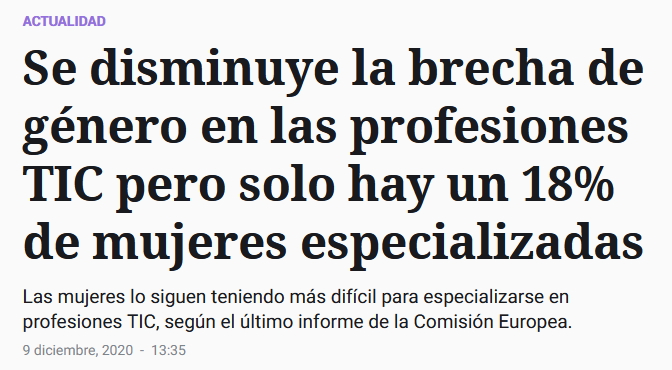 ACTUALIDAD
Se disminuye la brecha de
género en las profesiones
TIC pero solo hay un 18%
de mujeres especializadas
Las mujeres lo siguen teniendo más difícil para especializarse en
profesiones TIC, según el último informe de la Comisión Europea.
9 diciembre, 2020 - 13:35